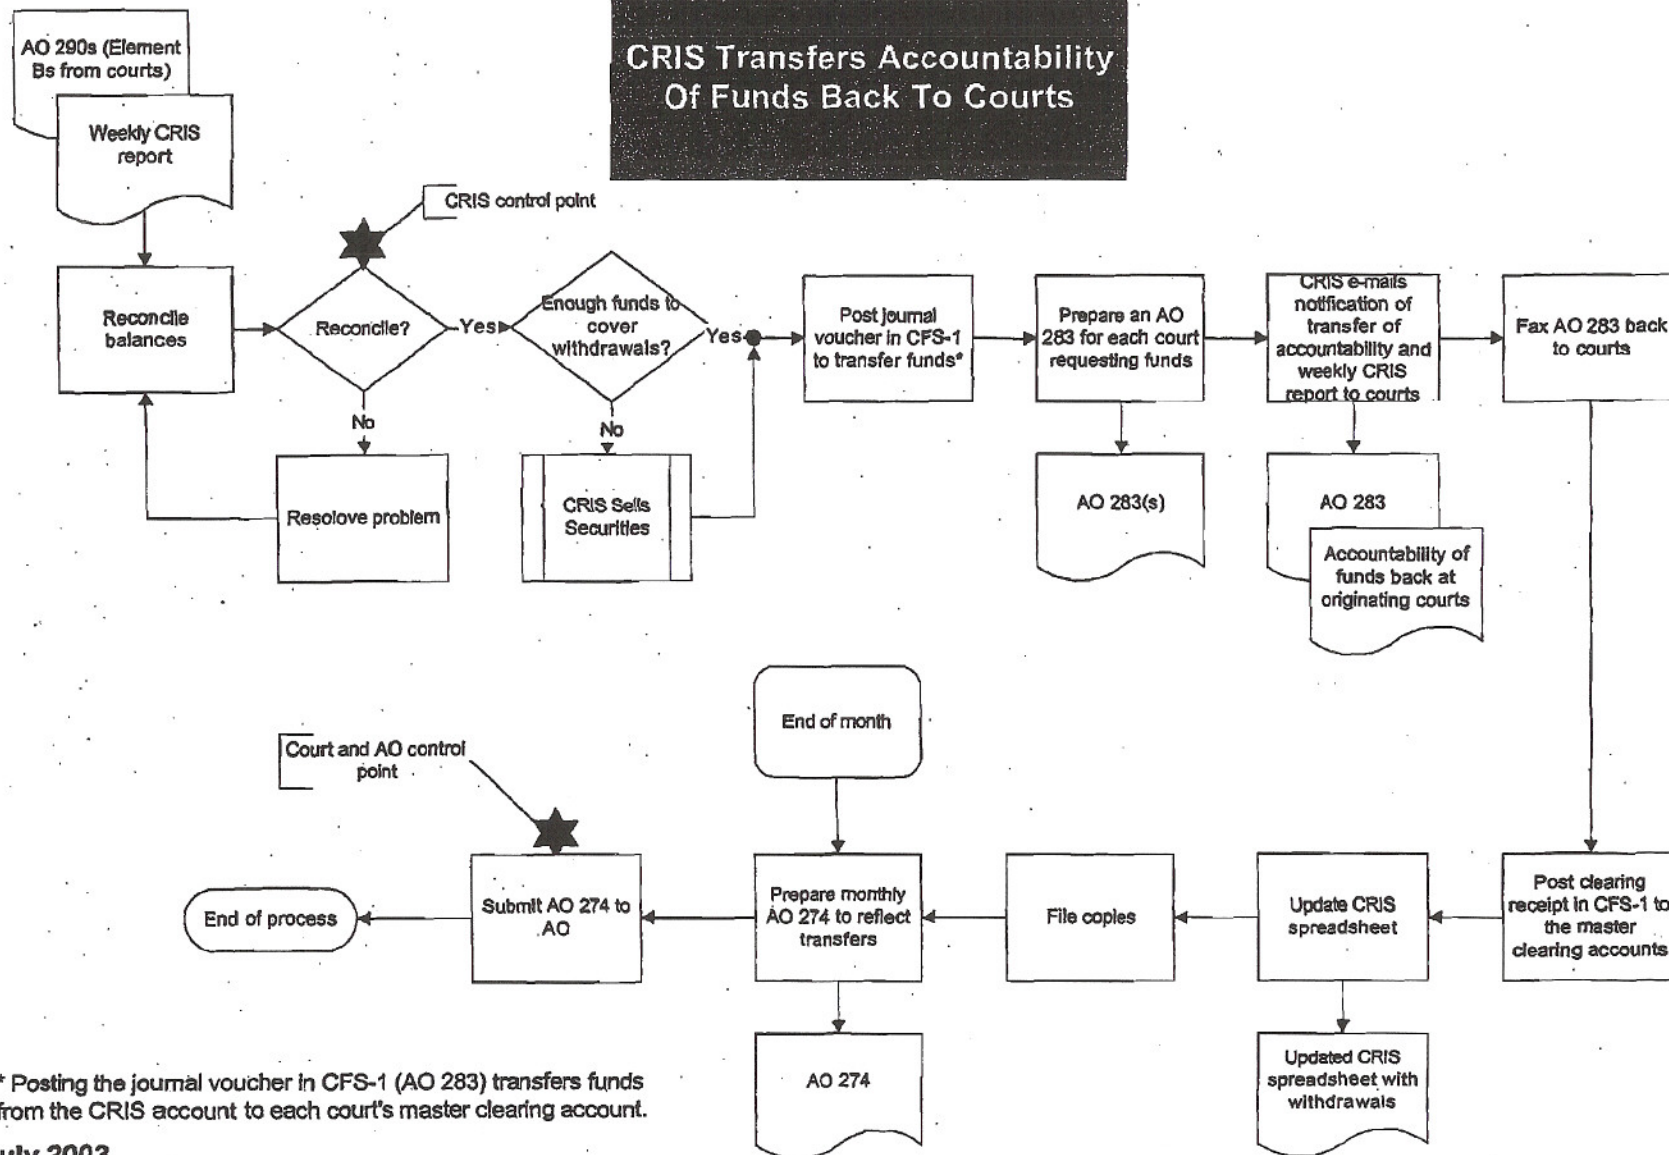 CRIS Transfers Accountability
Of Funds Back To Courts
AO 290s (Element
Bs from courts)
Weekly CRIS
report
CRIS control point
Reconcile
balances
Reconcile?
Yes
No
Resolove problem
Enough funds to
cover
withdrawals?
Yes
No
CRIS Sells
Securities
Post journal
voucher in CFS-1
to transfer funds*
Prepare an AO
283 for each court
requesting funds
AO 283(s)
CRIS e-mails
notification of
transfer of
accountability and
weekly CRIS
report to courts
AO 283
Accountability of
funds back at
originating courts
Fax AO 283 back
to courts
Post clearing
receipt in CFS-1 to
the master
clearing accounts
Update CRIS
spreadsheet
Updated CRIS
spreadsheet with
withdrawals
File copies
End of month
Prepare monthly
AO 274 to reflect
transfers
AO 274
Court and AO control
point
Submit AO 274 to
AO
End of process
* Posting the journal voucher in CFS-1 (AO 283) transfers funds
from the CRIS account to each court's master clearing account.
2003